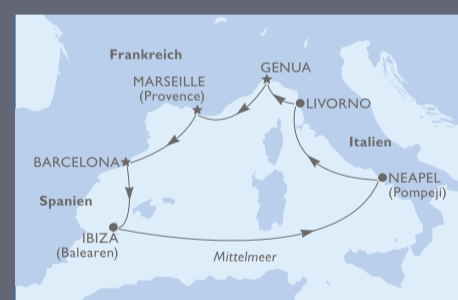 Frankreich
GENUA
MARSEILLE
(Provence)
LIVORNO
Italien
BARCELONA
NEAPEL
(Pompeji)
Spanien
IBIZA
(Balearen)
Mittelmeer